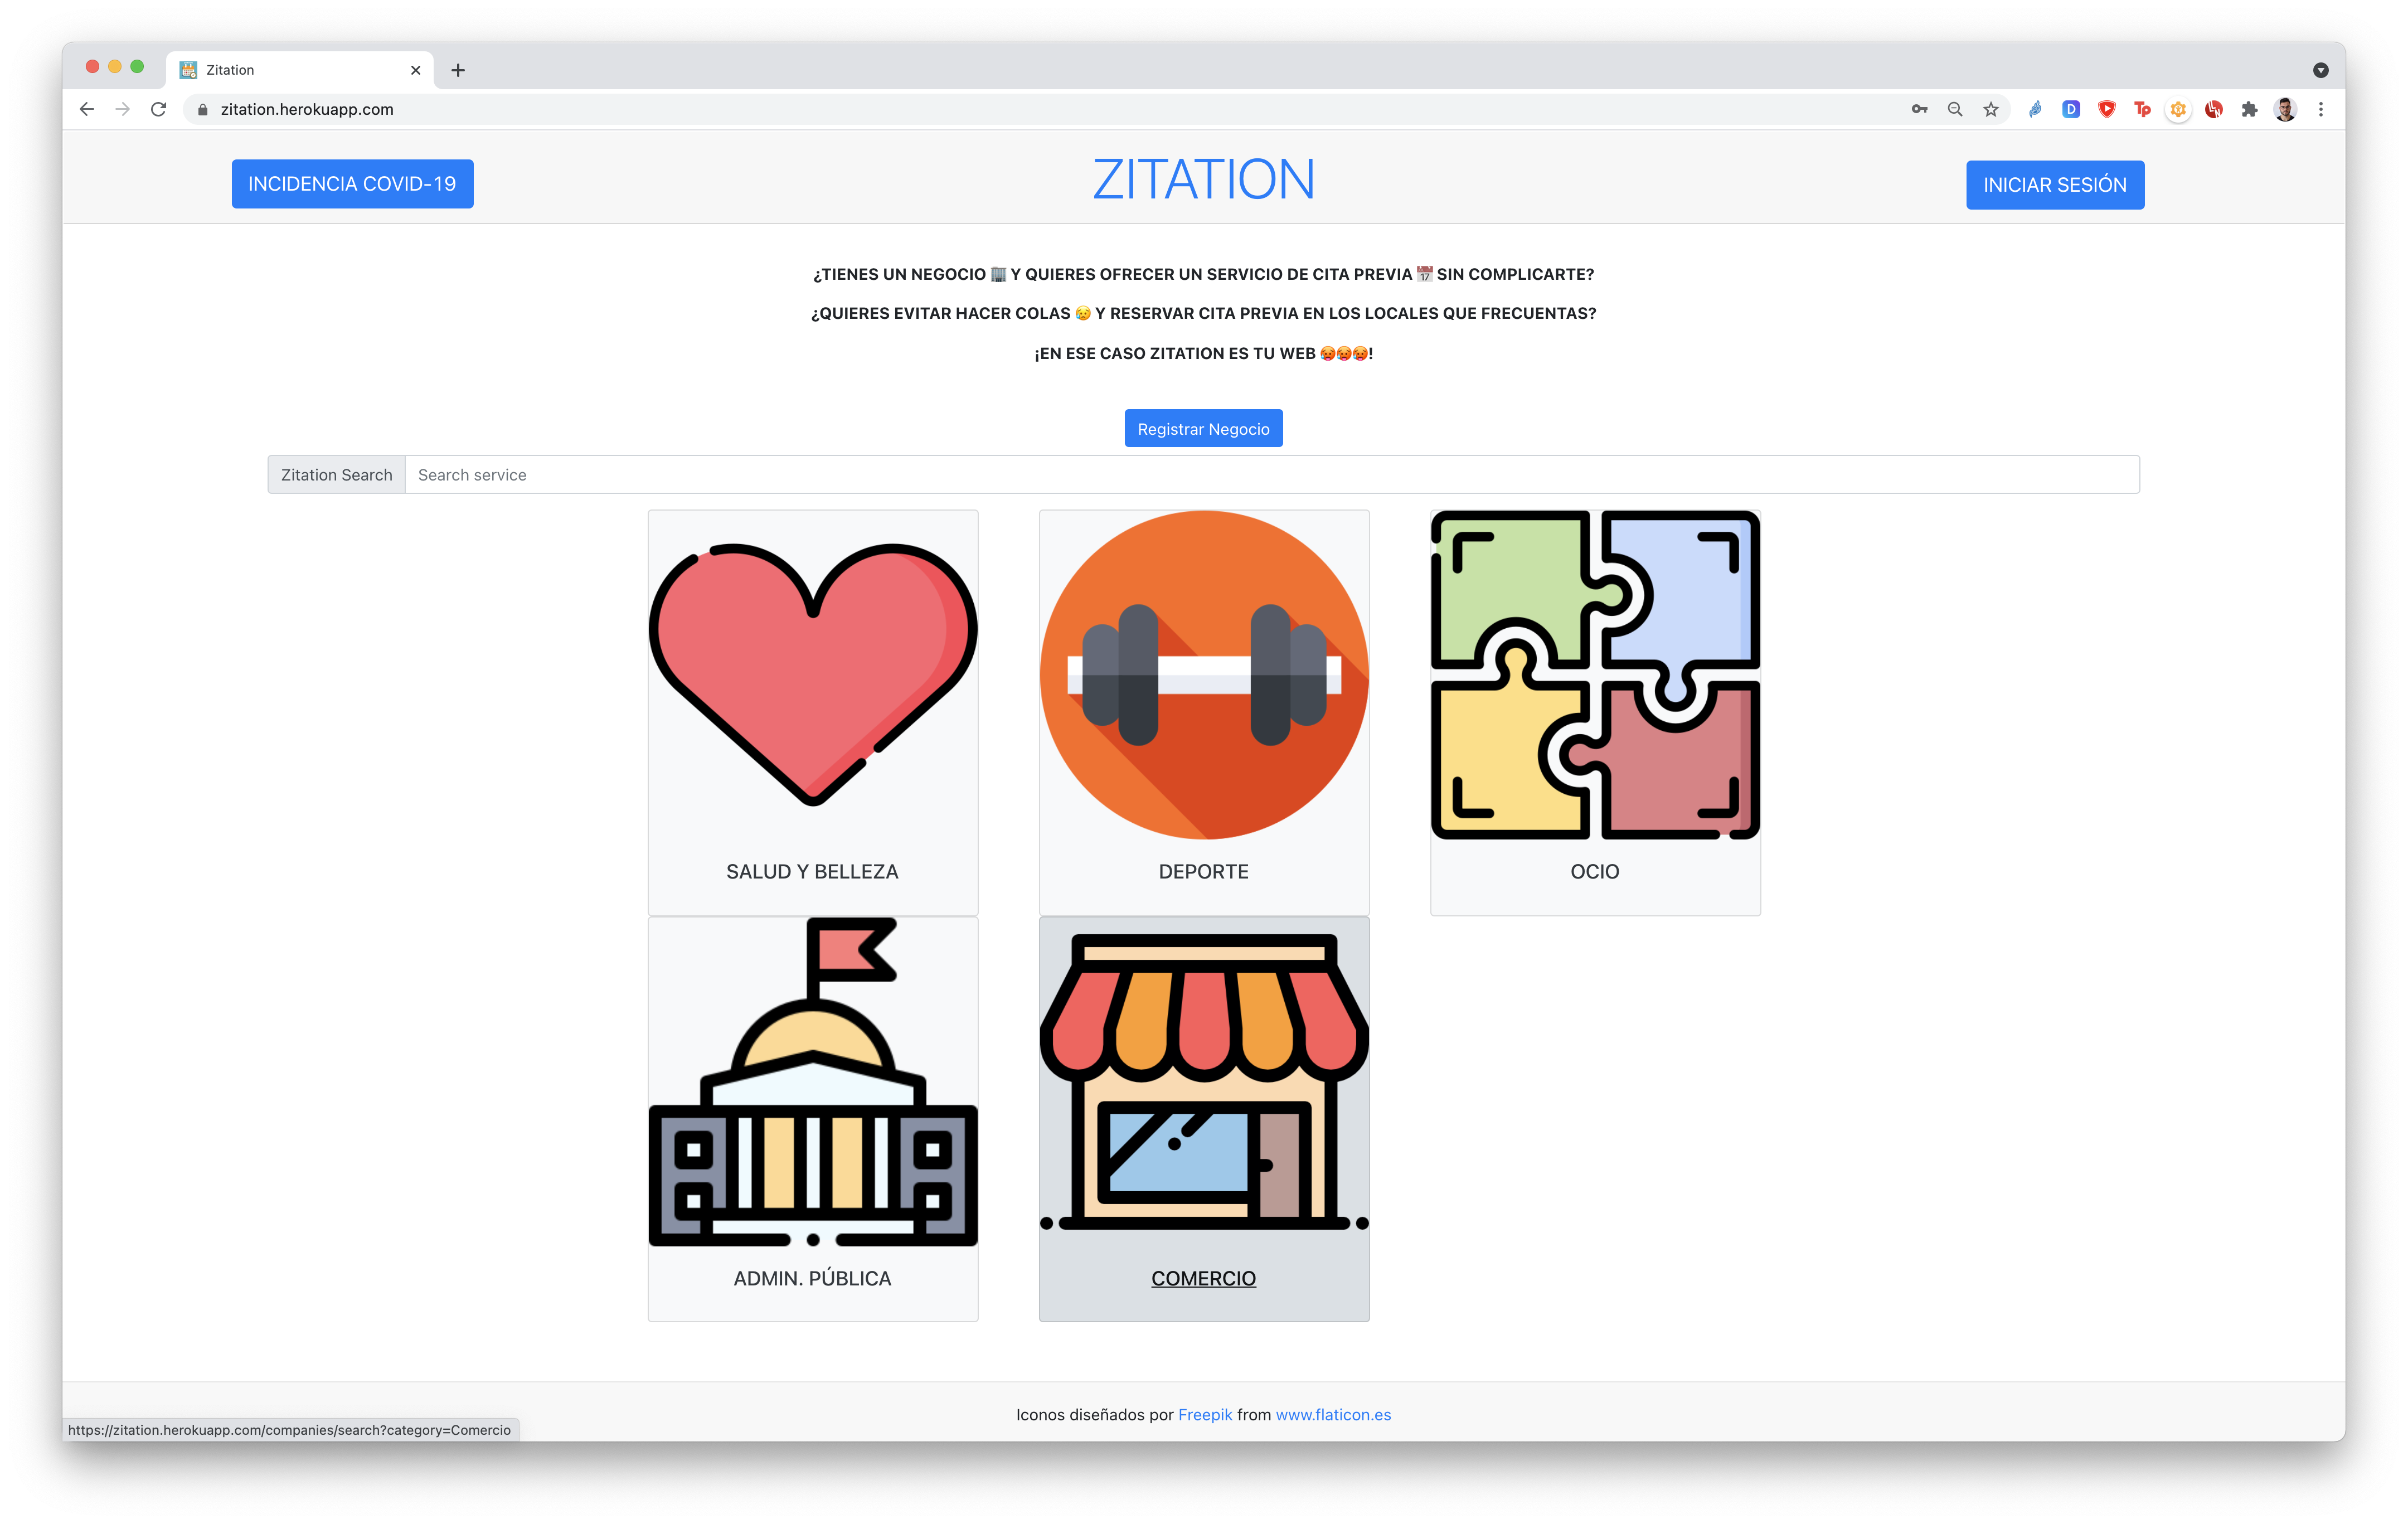 Zitation
zitation.herokuapp.com
INCIDENCIA COVID-19
ZITATION
INICIAR SESIÓN
¿TIENES UN NEGOCIO 🏢 Y QUIERES OFRECER UN SERVICIO DE CITA PREVIA 📅 SIN COMPLICARTE?
¿QUIERES EVITAR HACER COLAS 😥 Y RESERVAR CITA PREVIA EN LOS LOCALES QUE FRECUENTAS?
¡EN ESE CASO ZITATION ES TU WEB 🥵🥵🥵!
Registrar Negocio
Zitation Search
Search service
SALUD Y BELLEZA
DEPORTE
OCIO
ADMIN. PÚBLICA
COMERCIO
Iconos diseñados por Freepik from www.flaticon.es
https://zitation.herokuapp.com/companies/search?category=Comercio